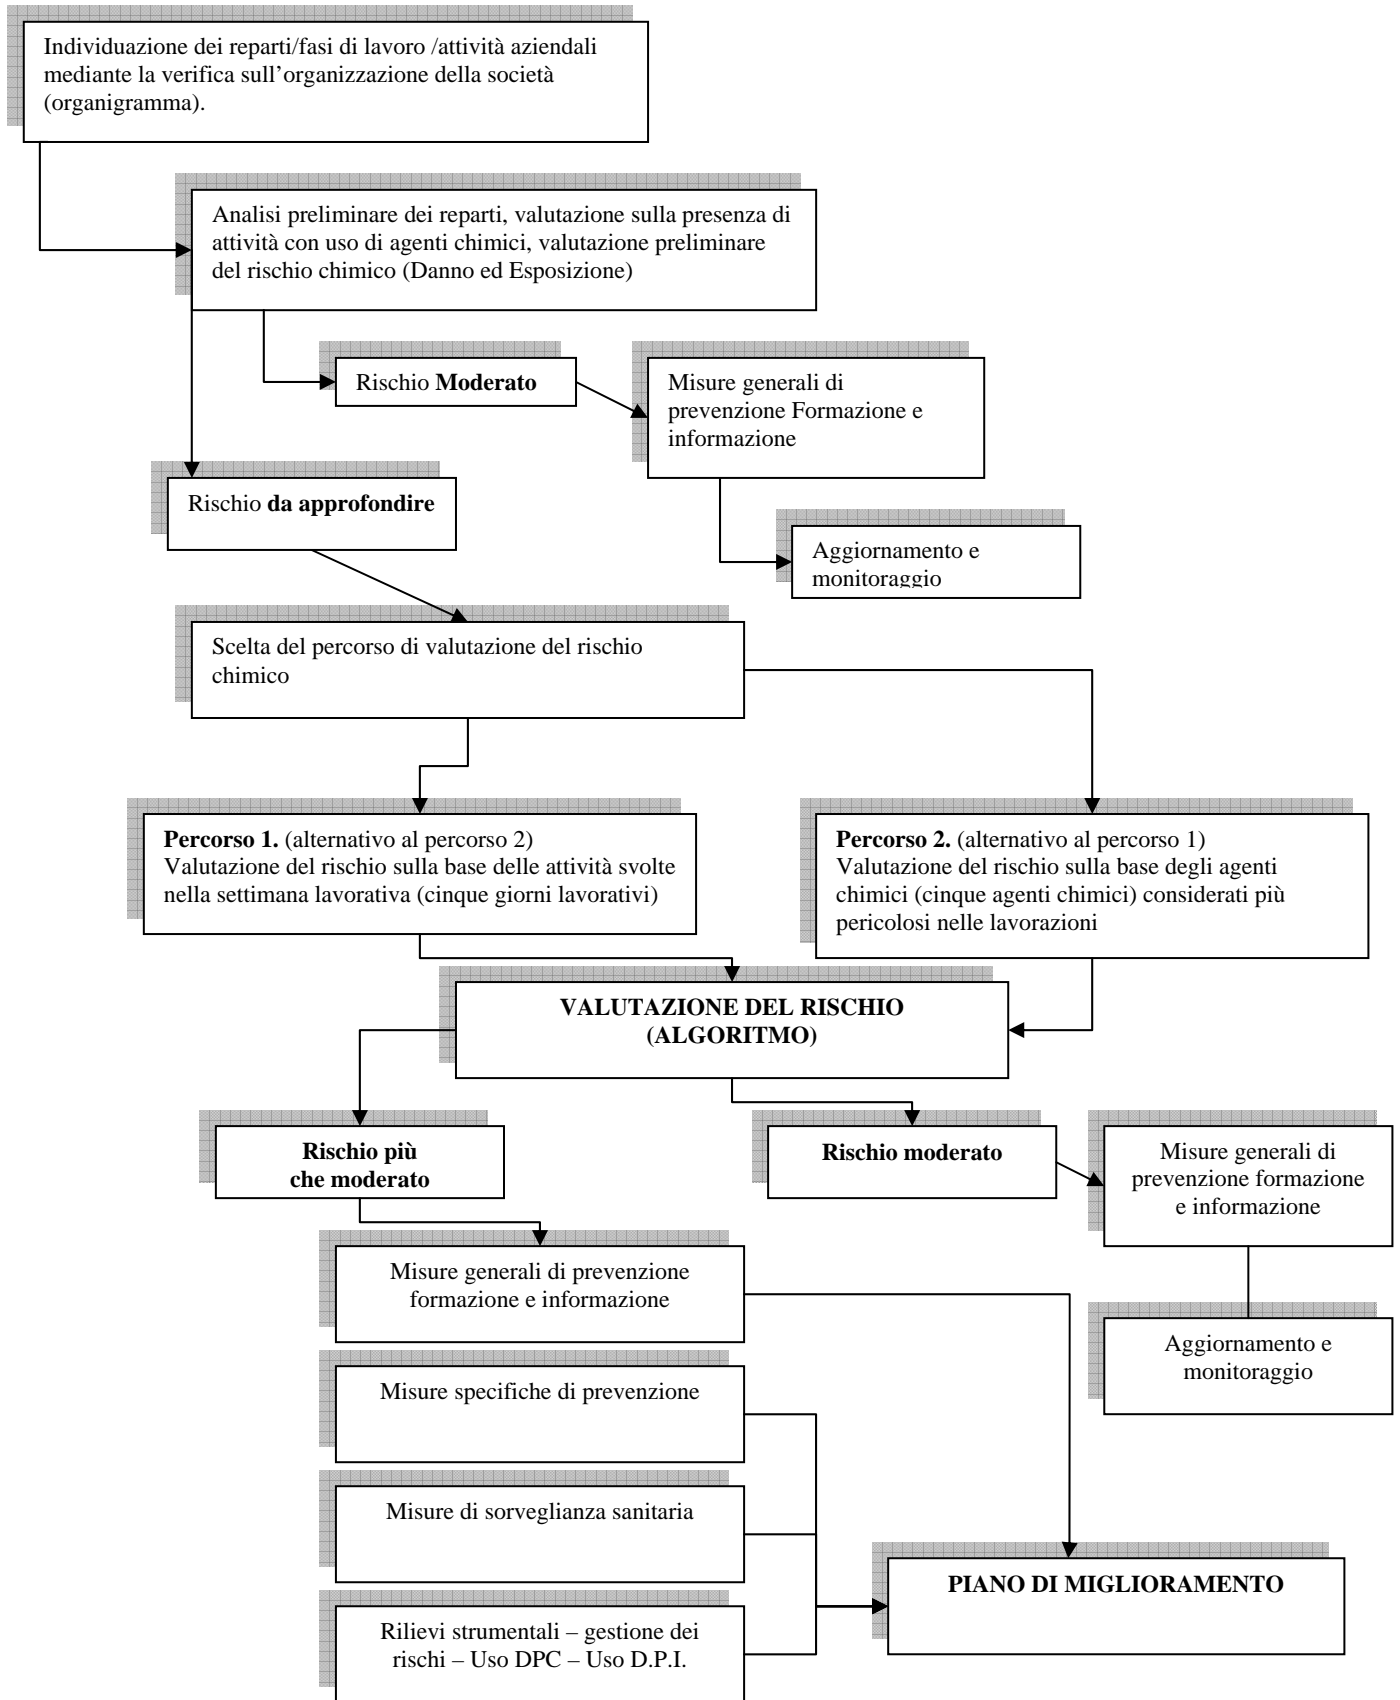 Individuazione dei reparti/fasi di lavoro /attività aziendali
mediante la verifica sull’organizzazione della società
(organigramma).
Analisi preliminare dei reparti, valutazione sulla presenza di
attività con uso di agenti chimici, valutazione preliminare
del rischio chimico (Danno ed Esposizione)
Rischio Moderato
Misure generali di
prevenzione Formazione e
informazione
Rischio da approfondire
Aggiornamento e
monitoraggio
Scelta del percorso di valutazione del rischio
chimico
Percorso 1. (alternativo al percorso 2)
Valutazione del rischio sulla base delle attività svolte
nella settimana lavorativa (cinque giorni lavorativi)
Percorso 2. (alternativo al percorso 1)
Valutazione del rischio sulla base degli agenti
chimici (cinque agenti chimici) considerati più
pericolosi nelle lavorazioni
VALUTAZIONE DEL RISCHIO
(ALGORITMO)
Rischio più
che moderato
Rischio moderato
Misure generali di
prevenzione formazione
e informazione
Misure generali di prevenzione
formazione e informazione
Aggiornamento e
monitoraggio
Misure specifiche di prevenzione
Misure di sorveglianza sanitaria
PIANO DI MIGLIORAMENTO
Rilievi strumentali – gestione dei
rischi – Uso DPC – Uso D.P.I.